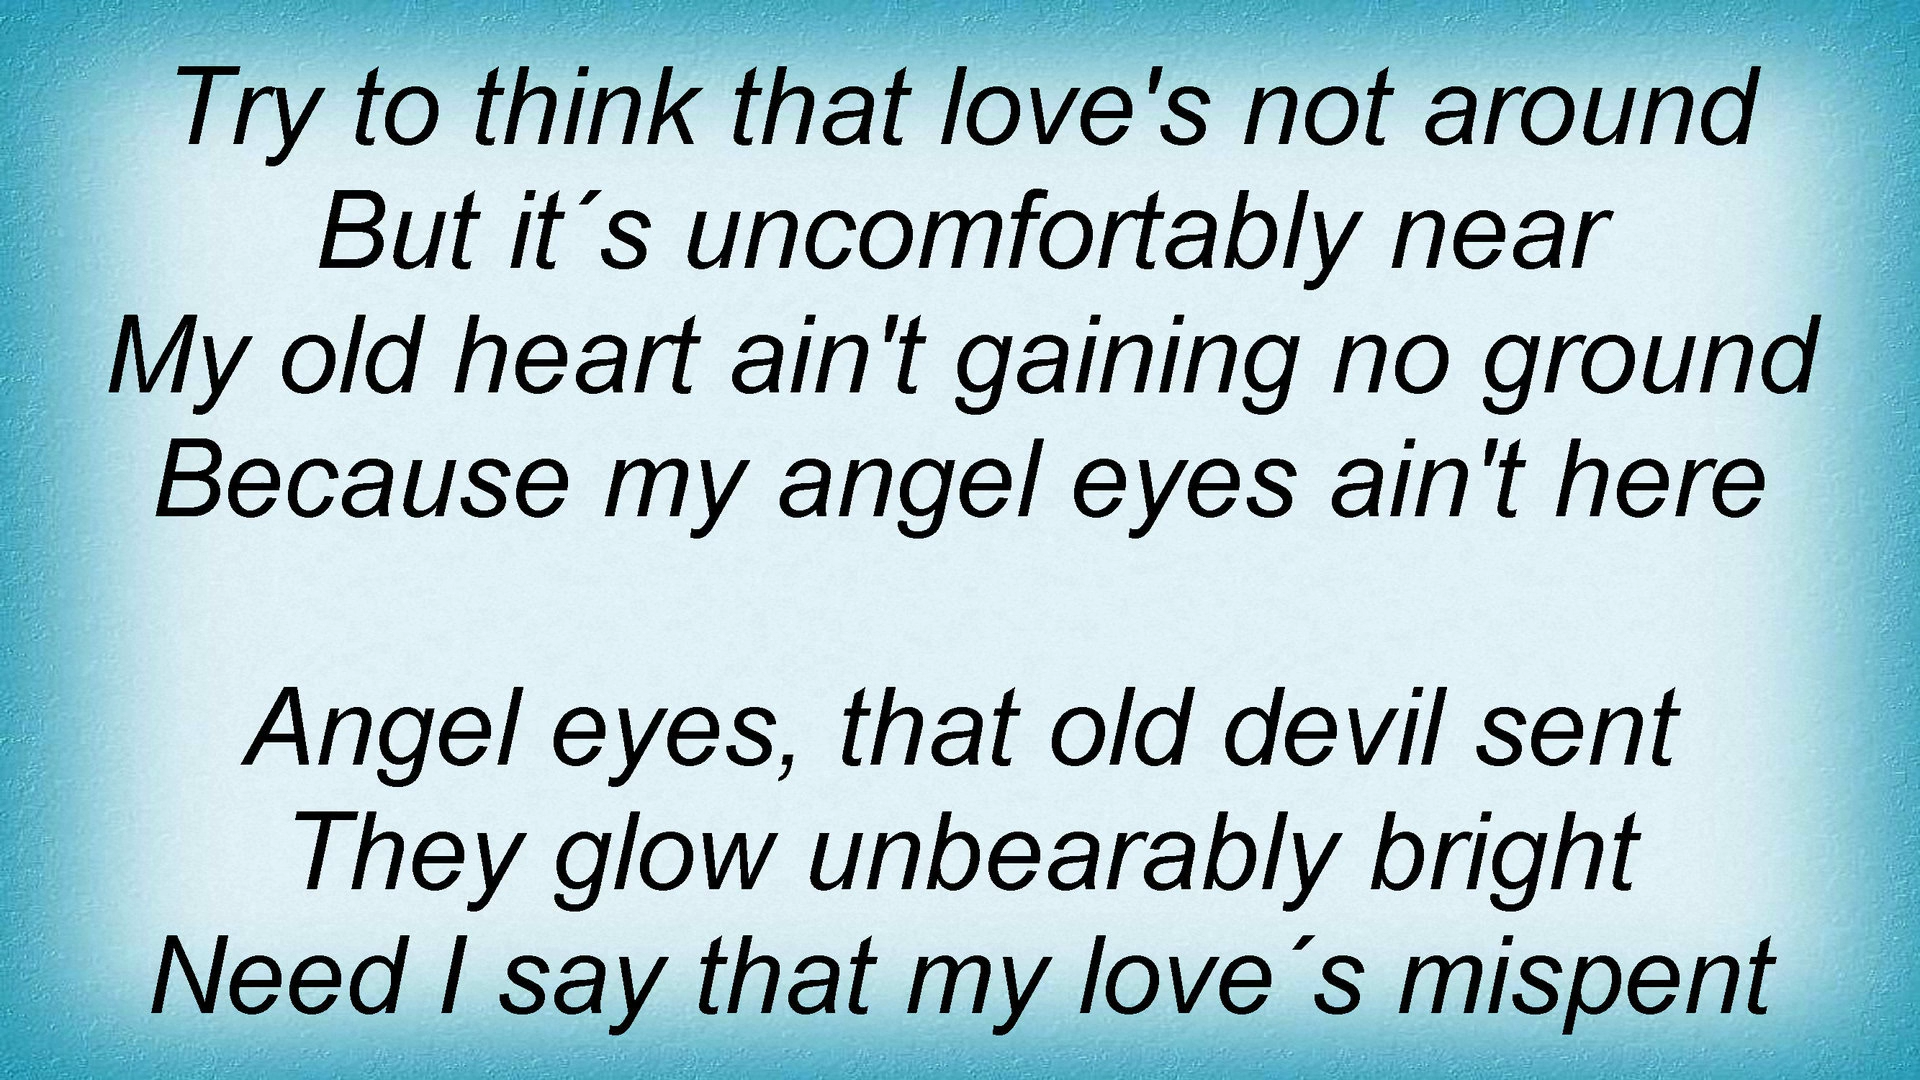 Try to think that love's not around
But it´s uncomfortably near
My old heart ain't gaining no ground
Because my angel eyes ain't here

Angel eyes, that old devil sent
They glow unbearably bright
Need I say that my love´s mispent